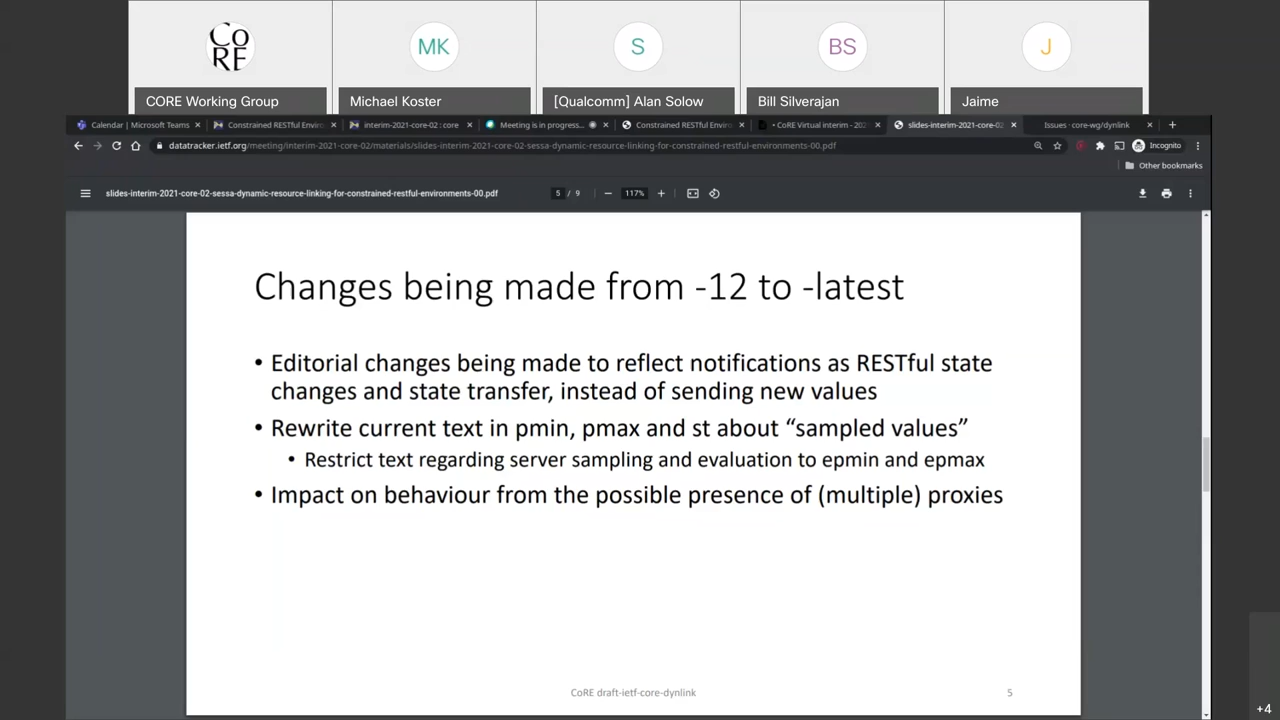 CO
RE
MK
S
BS
J
CORE Working Group
Michael Koster
[Qualcomm] Alan Solow
Bill Silverajan
Jaime
Calendar | Microsoft Teams
Constrained RESTful Environ
interim-2021-core-02 : core
Meeting is in progress...
Constrained RESTful Enviro
• CoRE Virtual interim - 202
slides-interim-2021-core-02
Issues · core-wg/dynlink
datatracker.ietf.org/meeting/interim-2021-core-02/materials/slides-interim-2021-core-02-sessa-dynamic-resource-linking-for-constrained-restful-environments-00.pdf
Incognito
Other bookmarks
slides-interim-2021-core-02-sessa-dynamic-resource-linking-for-constrained-restful-environments-00.pdf
5 / 9
117%
Changes being made from -12 to -latest
• Editorial changes being made to reflect notifications as RESTful state
changes and state transfer, instead of sending new values
• Rewrite current text in pmin, pmax and st about “sampled values”
• Restrict text regarding server sampling and evaluation to epmin and epmax
• Impact on behaviour from the possible presence of (multiple) proxies
CoRE draft-ietf-core-dynlink
5
+4